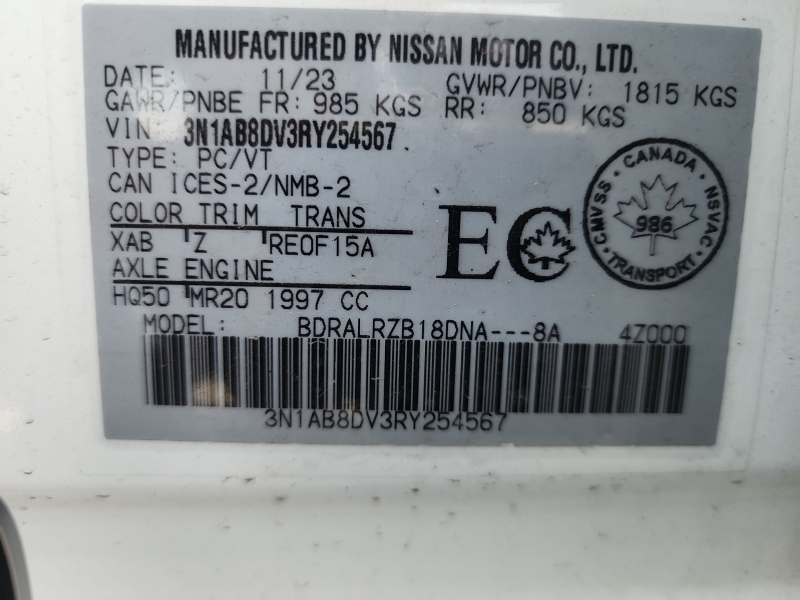 MANUFACTURED BY NISSAN MOTOR CO., LTD.
DATE: 11/23 GVWR/PNBV: 1815 KGS
GAWR/PNBE FR: 985 KGS RR: 850 KGS
VIN: 3N1AB8DV3RY254567
TYPE: PC/VT
CAN ICES-2/NMB-2
COLOR TRIM TRANS
XAB Z RE0F15A
AXLE ENGINE
HQ50 MR20 1997 CC
EC
CMVSS · CANADA · NSVAC
986
TRANSPORT
MODEL: BDRALRZB18DNA---8A 4Z000
3N1AB8DV3RY254567